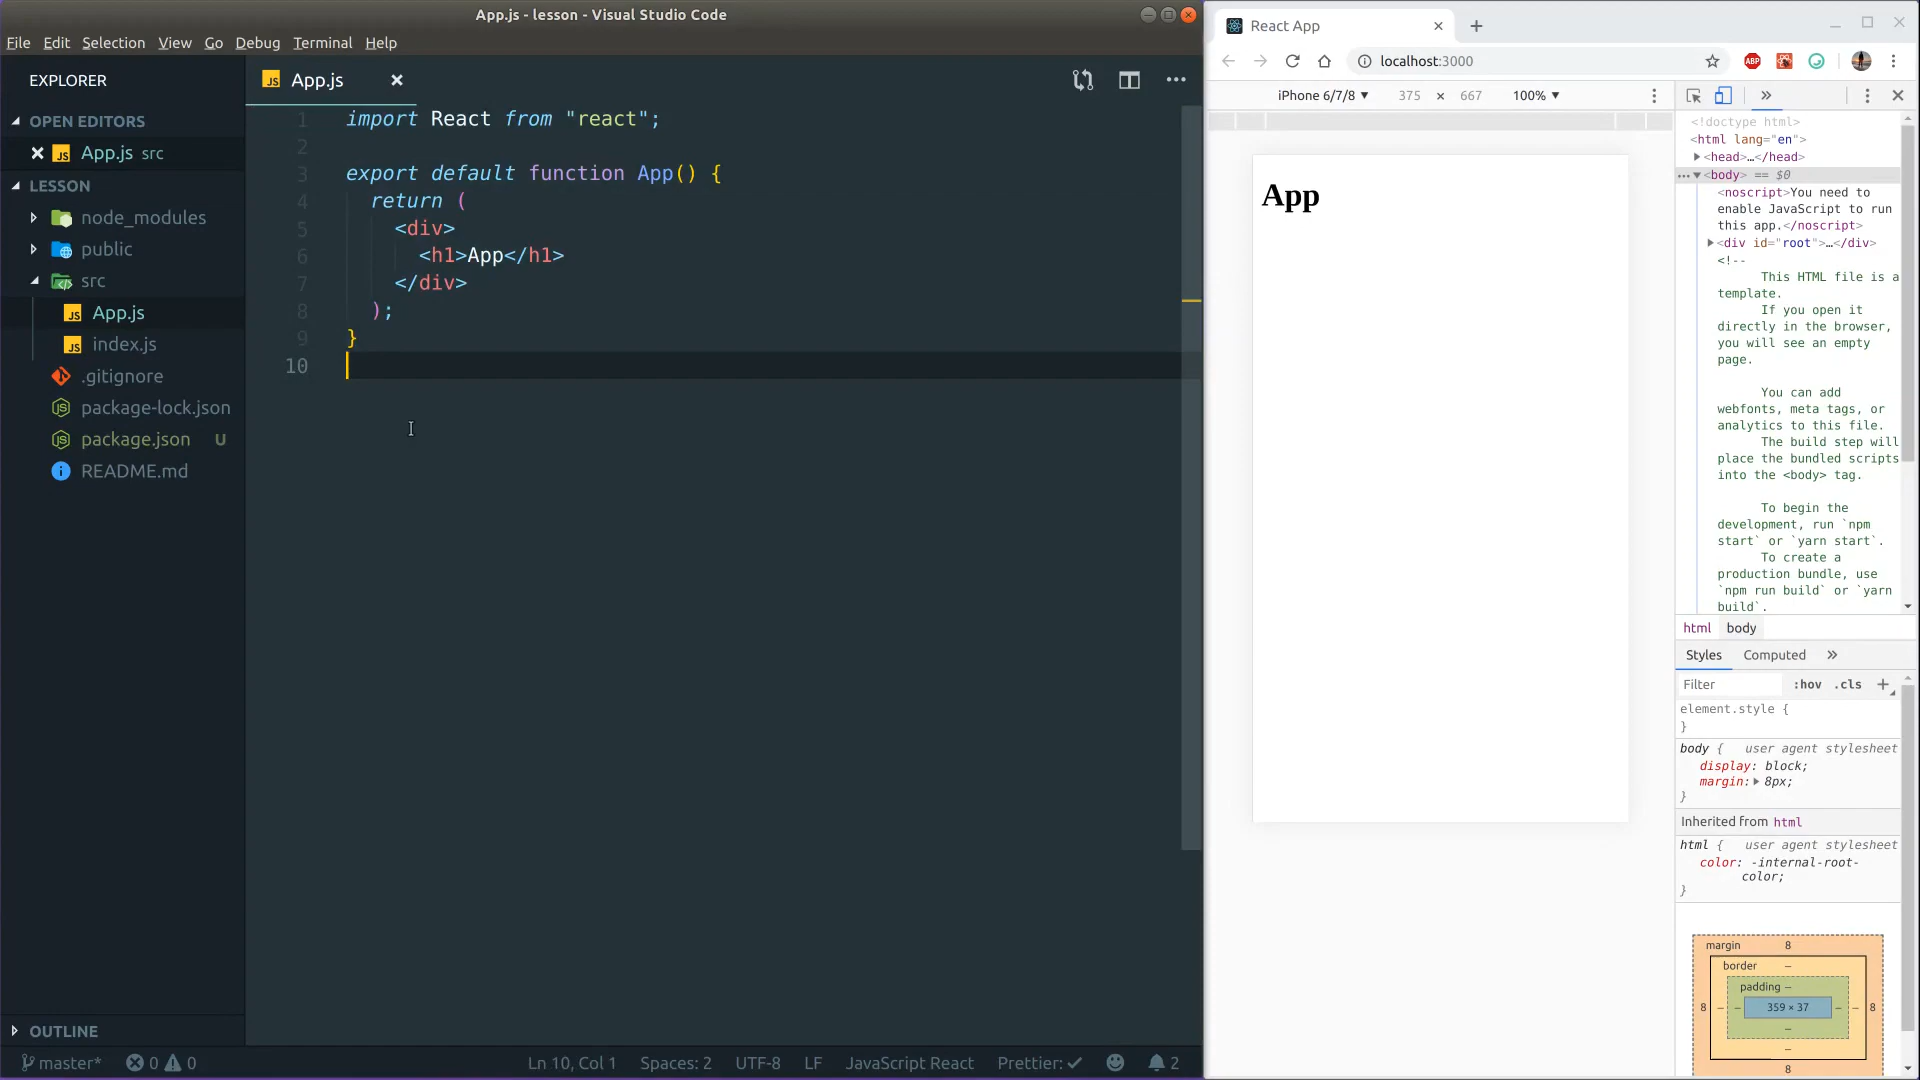 App.js - lesson - Visual Studio Code
File Edit Selection View Go Debug Terminal Help
EXPLORER
OPEN EDITORS
App.js src
LESSON
node_modules
public
src
App.js
index.js
.gitignore
package-lock.json
package.json U
README.md
OUTLINE
App.js
1 import React from "react";
2
3 export default function App() {
4 return (
5 <div>
6 <h1>App</h1>
7 </div>
8 );
9 }
10
master* 0 0 Ln 10, Col 1 Spaces: 2 UTF-8 LF JavaScript React Prettier: ✓ 2
React App
localhost:3000
ABP
iPhone 6/7/8 ▼ 375 × 667 100% ▼
App
<!doctype html>
<html lang="en">
<head>…</head>
<body> == $0
<noscript>You need to
enable JavaScript to run
this app.</noscript>
<div id="root">…</div>
<!--
This HTML file is a
template.
If you open it
directly in the browser,
you will see an empty
page.
You can add
webfonts, meta tags, or
analytics to this file.
The build step will
place the bundled scripts
into the <body> tag.
To begin the
development, run `npm
start` or `yarn start`.
To create a
production bundle, use
`npm run build` or `yarn
build`.
html body
Styles Computed »
Filter :hov .cls +
element.style {
}
body { user agent stylesheet
display: block;
margin: 8px;
}
Inherited from html
html { user agent stylesheet
color: -internal-root-
color;
}
margin 8
border –
padding –
8 – – 359 × 37 – – 8
–
–
8